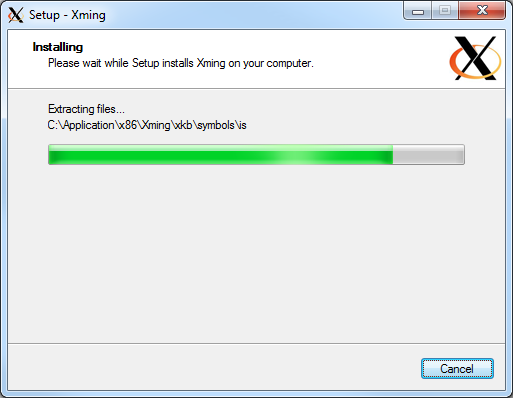 Setup - Xming
Installing
Please wait while Setup installs Xming on your computer.
Extracting files...
C:\Application\x86\Xming\xkb\symbols\is
Cancel